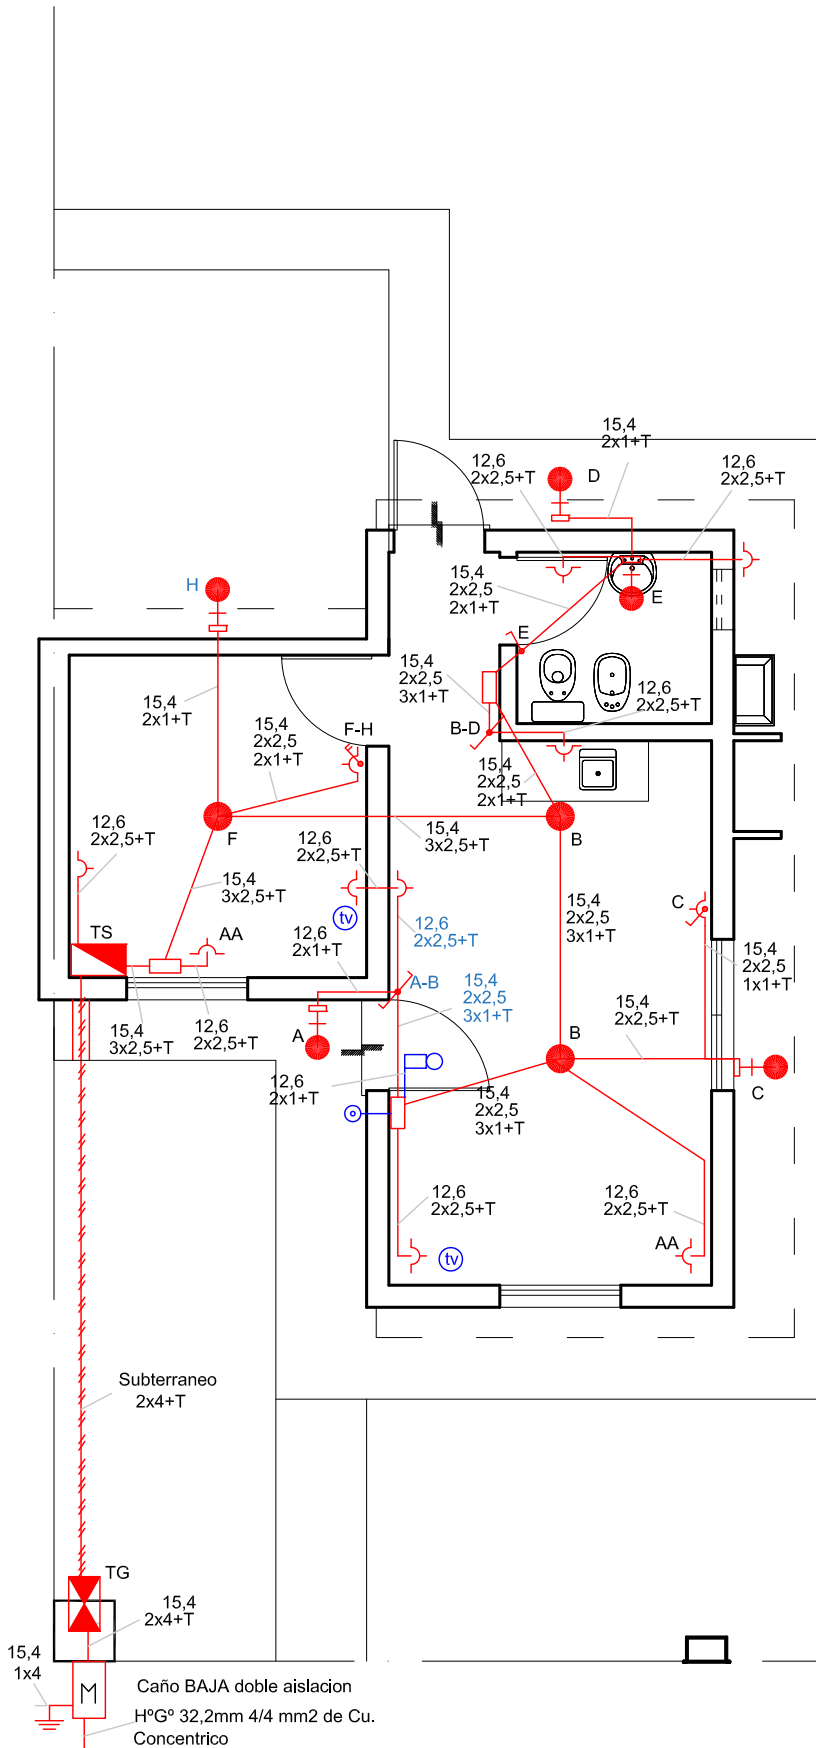 15,4
2x1+T
12,6
2x2,5+T
D
12,6
2x2,5+T
15,4
2x2,5
2x1+T
H
E
E
15,4
2x2,5
3x1+T
12,6
2x2,5+T
15,4
2x1+T
15,4
2x2,5
2x1+T
F-H
B-D
15,4
2x2,5
2x1+T
12,6
2x2,5+T
F
15,4
3x2,5+T
B
12,6
2x2,5+T
15,4
3x2,5+T
15,4
2x2,5
3x1+T
C
tv
TS
AA
12,6
2x2,5+T
12,6
2x1+T
15,4
2x2,5
1x1+T
A-B
15,4
2x2,5
3x1+T
15,4
3x2,5+T
12,6
2x2,5+T
A
15,4
2x2,5+T
B
12,6
2x1+T
C
15,4
2x2,5
3x1+T
12,6
2x2,5+T
12,6
2x2,5+T
AA
tv
Subterraneo
2x4+T
TG
15,4
2x4+T
15,4
1x4
M
Caño BAJA doble aislacion
HºGº 32,2mm 4/4 mm2 de Cu.
Concentrico